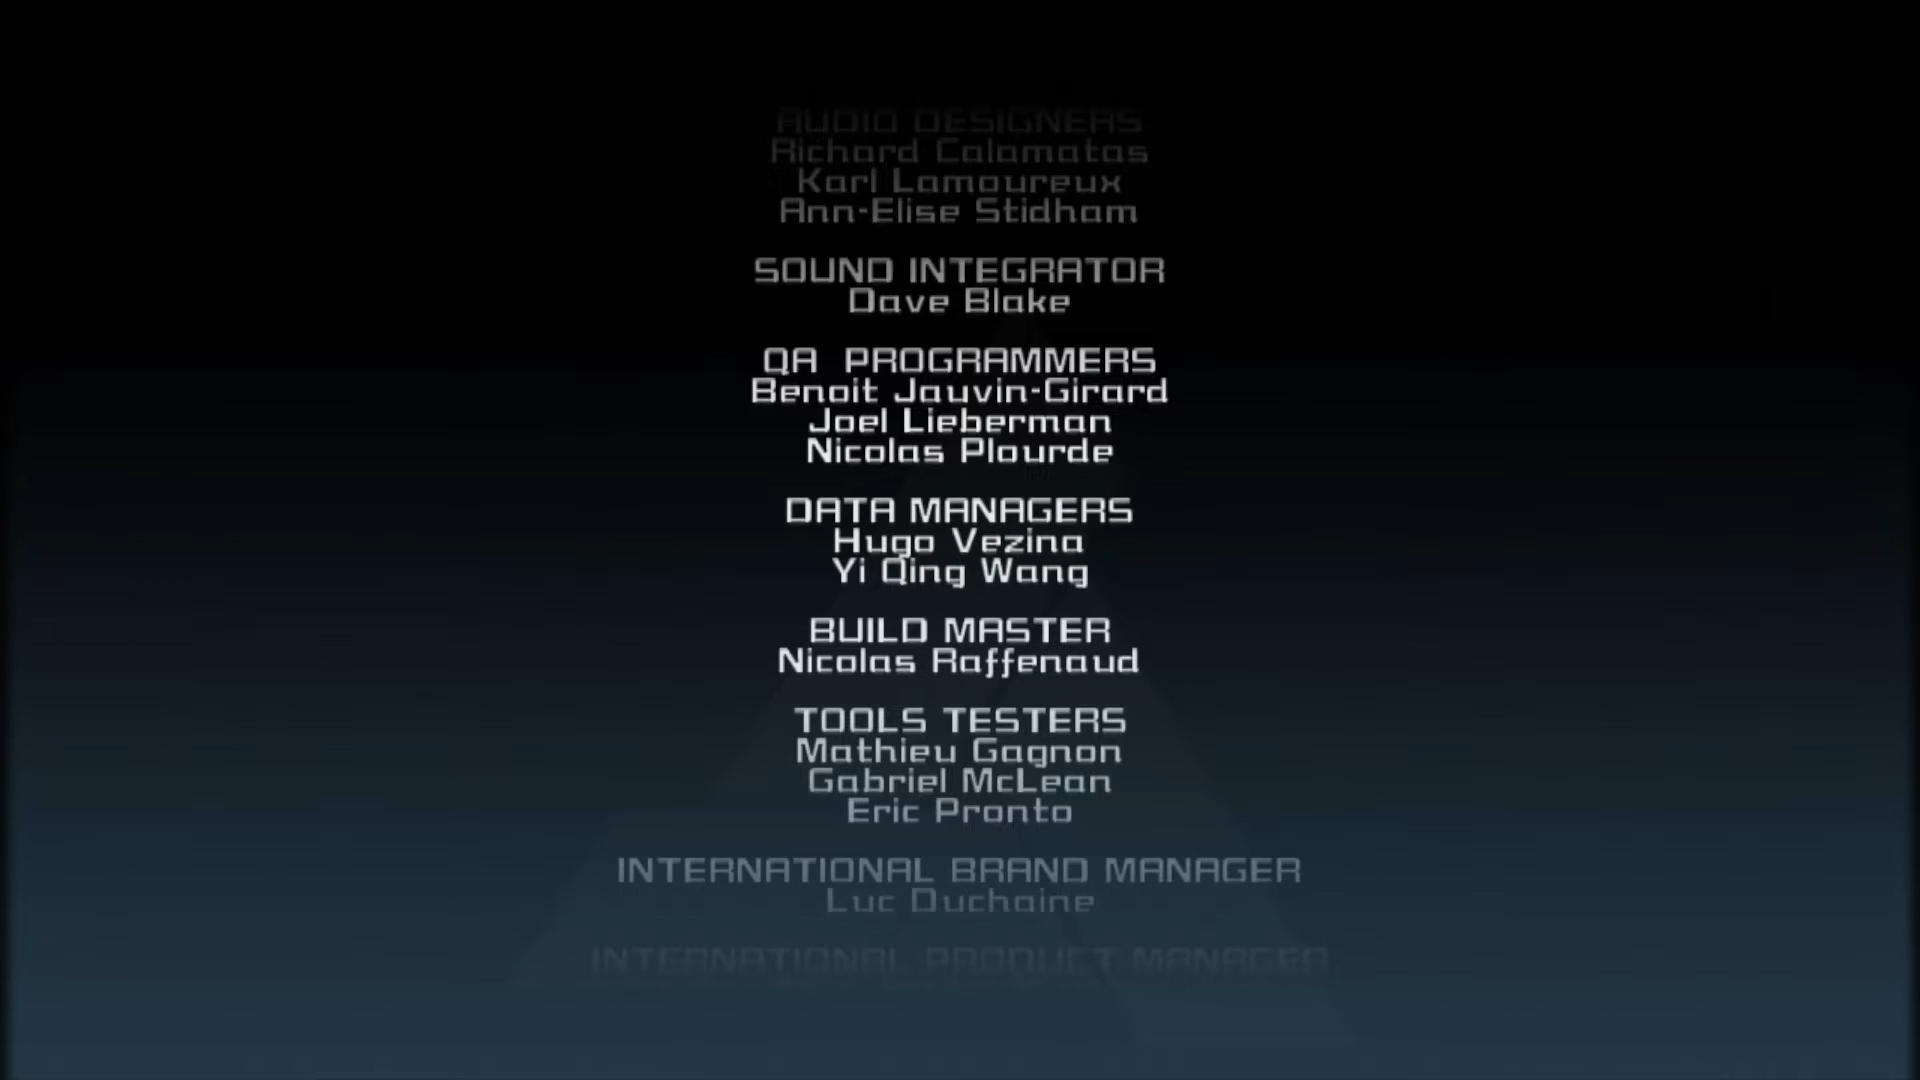 AUDIO DESIGNERS
Richard Calamatas
Karl Lamoureux
Ann-Elise Stidham
SOUND INTEGRATOR
Dave Blake
QA PROGRAMMERS
Benoit Jauvin-Girard
Joel Lieberman
Nicolas Plourde
DATA MANAGERS
Hugo Vezina
Yi Qing Wang
BUILD MASTER
Nicolas Raffenaud
TOOLS TESTERS
Mathieu Gagnon
Gabriel McLean
Eric Pronto
INTERNATIONAL BRAND MANAGER
Luc Duchaine
INTERNATIONAL PRODUCT MANAGER